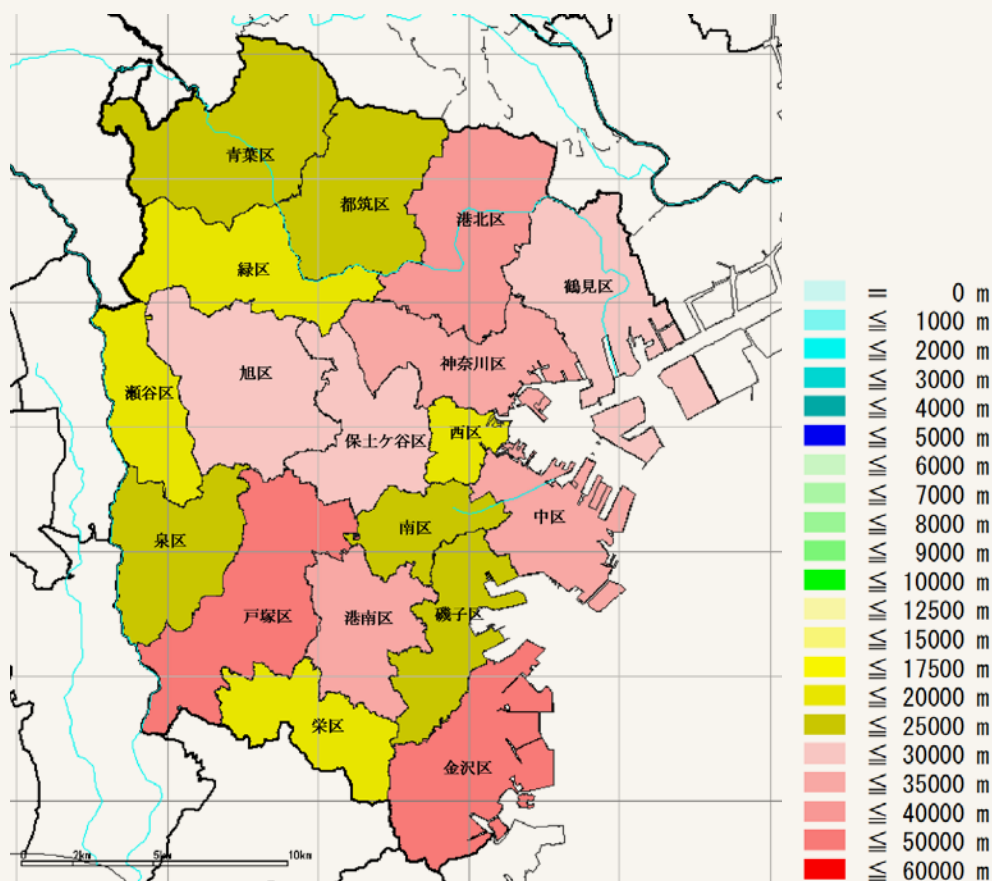 青葉区
都筑区
港北区
緑区
鶴見区
神奈川区
旭区
瀬谷区
西区
保土ケ谷区
中区
南区
泉区
戸塚区
港南区
磯子区
栄区
金沢区
0 2km 5km 10km
= 0 m
≦ 1000 m
≦ 2000 m
≦ 3000 m
≦ 4000 m
≦ 5000 m
≦ 6000 m
≦ 7000 m
≦ 8000 m
≦ 9000 m
≦ 10000 m
≦ 12500 m
≦ 15000 m
≦ 17500 m
≦ 20000 m
≦ 25000 m
≦ 30000 m
≦ 35000 m
≦ 40000 m
≦ 50000 m
≦ 60000 m